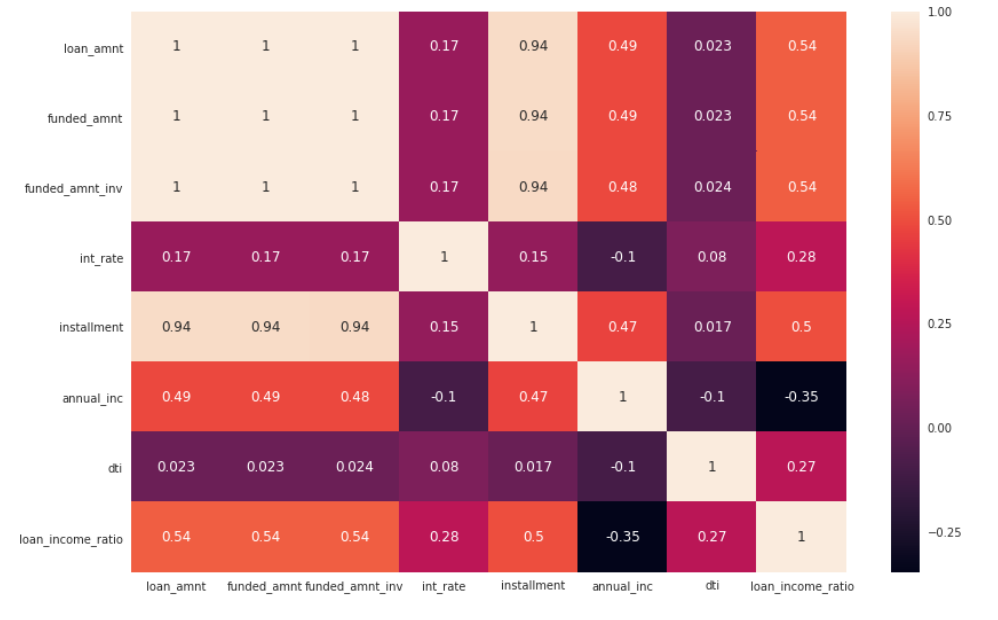 1.00
loan_amnt 1 1 1 0.17 0.94 0.49 0.023 0.54
0.75
funded_amnt 1 1 1 0.17 0.94 0.49 0.023 0.54
funded_amnt_inv 1 1 1 0.17 0.94 0.48 0.024 0.54
0.50
int_rate 0.17 0.17 0.17 1 0.15 -0.1 0.08 0.28
installment 0.94 0.94 0.94 0.15 1 0.47 0.017 0.5
0.25
annual_inc 0.49 0.49 0.48 -0.1 0.47 1 -0.1 -0.35
0.00
dti 0.023 0.023 0.024 0.08 0.017 -0.1 1 0.27
−0.25
loan_income_ratio 0.54 0.54 0.54 0.28 0.5 -0.35 0.27 1
loan_amnt funded_amnt funded_amnt_inv int_rate installment annual_inc dti loan_income_ratio